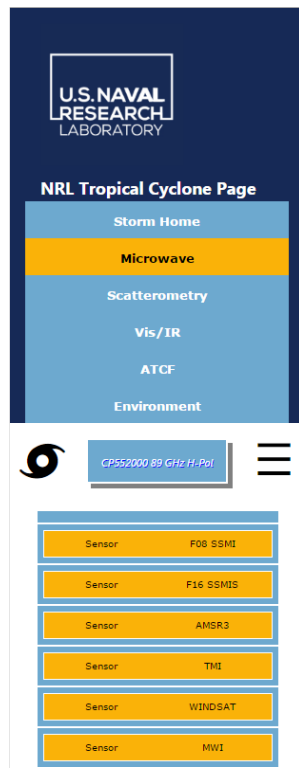 U.S. NAVAL
RESEARCH
LABORATORY
NRL Tropical Cyclone Page
Storm Home
Microwave
Scatterometry
Vis/IR
ATCF
Environment
CP552000 89 GHz H-Pol
Sensor F08 SSMI
Sensor F16 SSMIS
Sensor AMSR3
Sensor TMI
Sensor WINDSAT
Sensor MWI